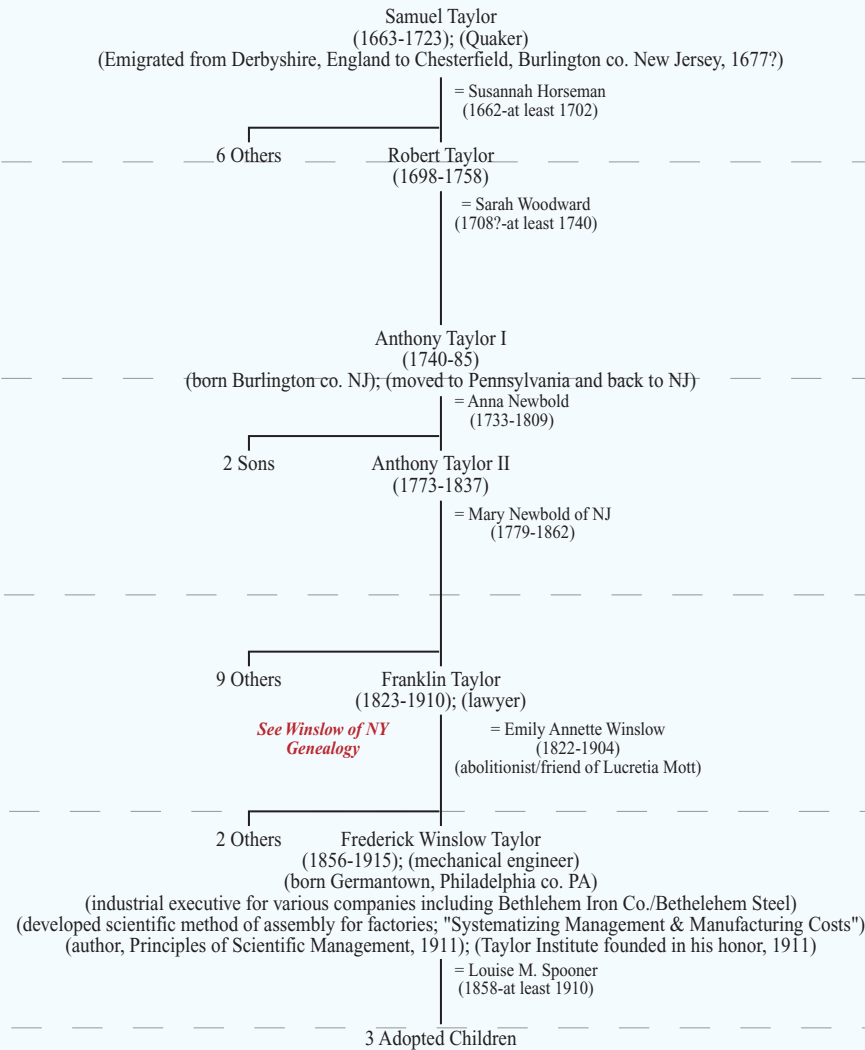 Samuel Taylor
(1663-1723); (Quaker)
(Emigrated from Derbyshire, England to Chesterfield, Burlington co. New Jersey, 1677?)
= Susannah Horseman
(1662-at least 1702)
6 Others
Robert Taylor
(1698-1758)
= Sarah Woodward
(1708?-at least 1740)
Anthony Taylor I
(1740-85)
(born Burlington co. NJ); (moved to Pennsylvania and back to NJ)
= Anna Newbold
(1733-1809)
2 Sons
Anthony Taylor II
(1773-1837)
= Mary Newbold of NJ
(1779-1862)
9 Others
Franklin Taylor
(1823-1910); (lawyer)
See Winslow of NY
Genealogy
= Emily Annette Winslow
(1822-1904)
(abolitionist/friend of Lucretia Mott)
2 Others
Frederick Winslow Taylor
(1856-1915); (mechanical engineer)
(born Germantown, Philadelphia co. PA)
(industrial executive for various companies including Bethlehem Iron Co./Bethelehem Steel)
(developed scientific method of assembly for factories; "Systematizing Management & Manufacturing Costs")
(author, Principles of Scientific Management, 1911); (Taylor Institute founded in his honor, 1911)
= Louise M. Spooner
(1858-at least 1910)
3 Adopted Children